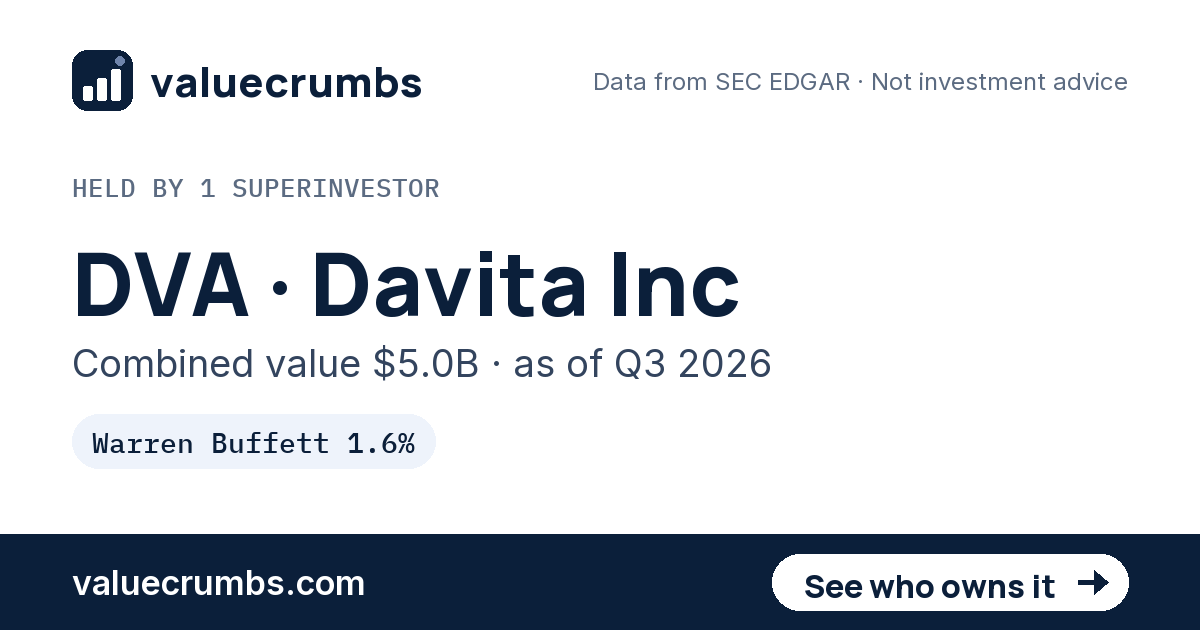 valuecrumbs
Data from SEC EDGAR · Not investment advice
HELD BY 1 SUPERINVESTOR
DVA · Davita Inc
Combined value $5.0B · as of Q3 2026
Warren Buffett 1.6%
valuecrumbs.com
See who owns it →